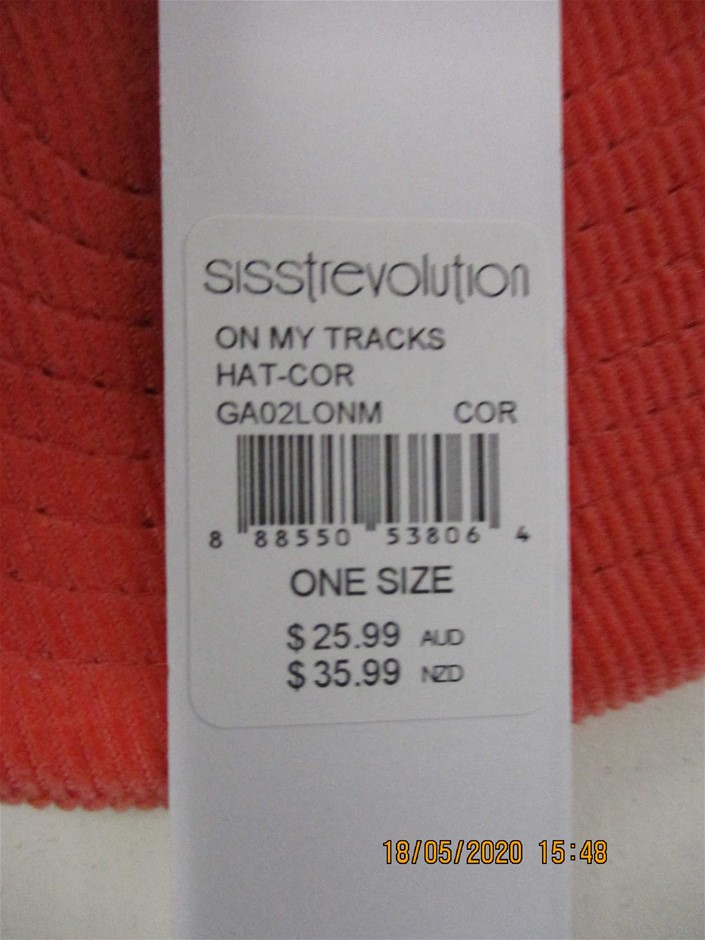 sisstrevolution
ON MY TRACKS
HAT-COR
GA02LONM COR
8 88550 53806 4
ONE SIZE
$25.99 AUD
$35.99 NZD
18/05/2020 15:48